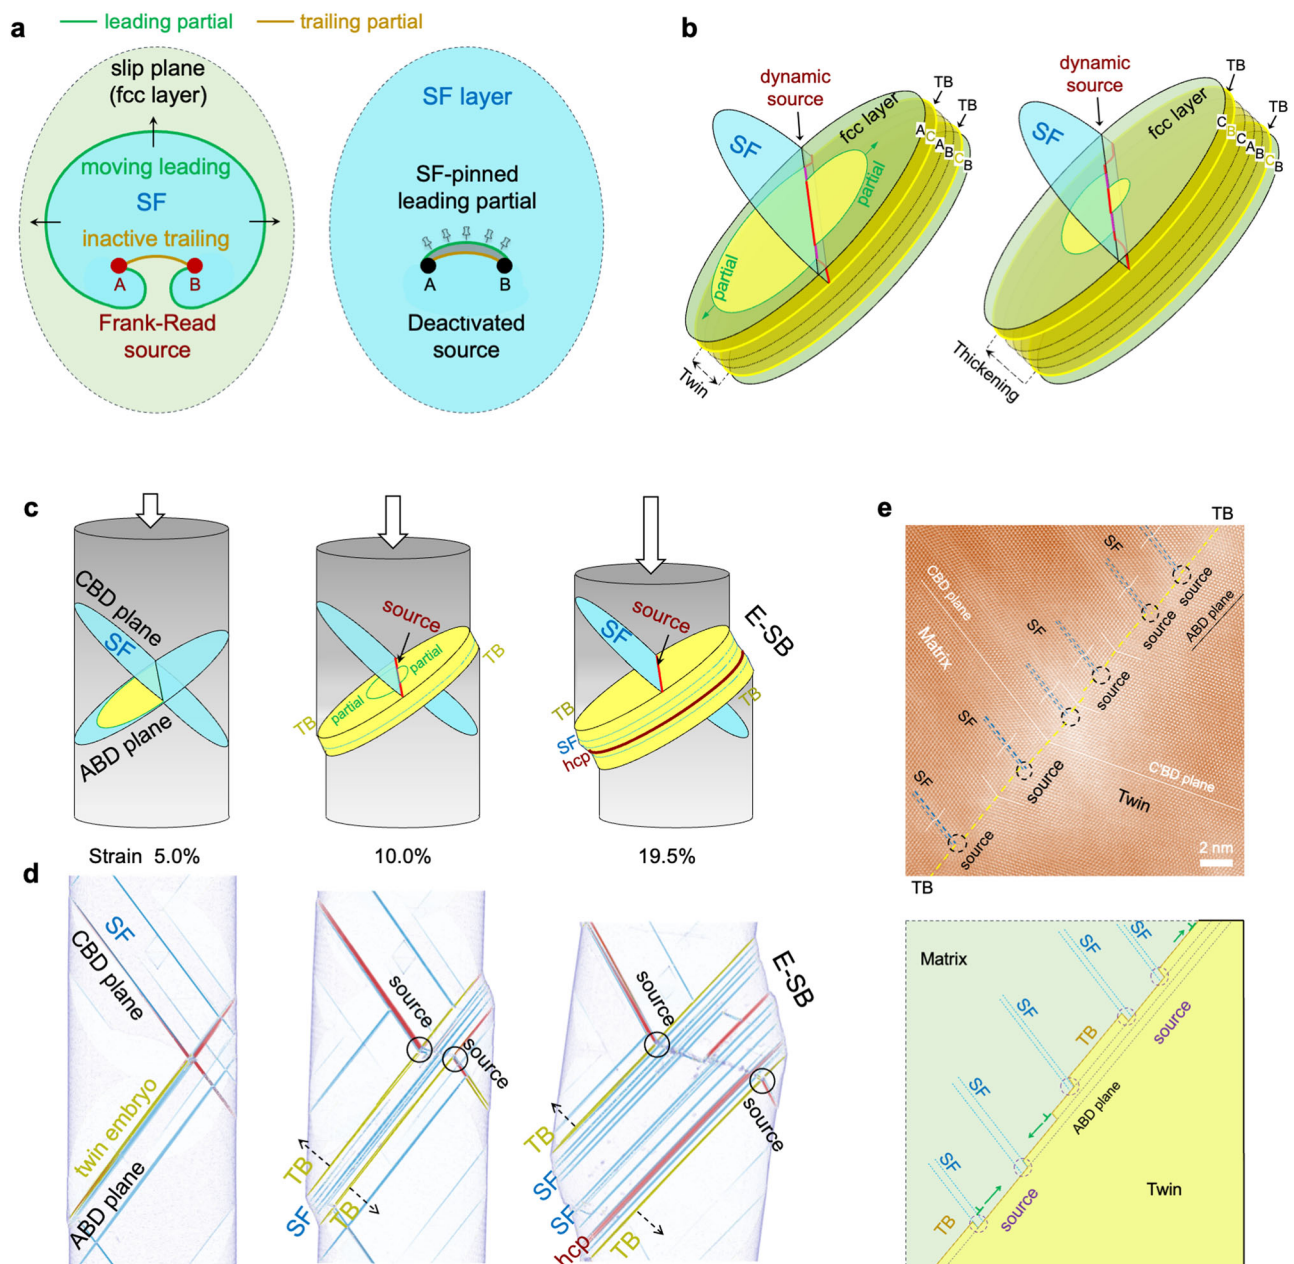 a
leading partial
trailing partial
slip plane
(fcc layer)
moving leading
SF
inactive trailing
A
B
Frank-Read
source
SF layer
SF-pinned
leading partial
A
B
Deactivated
source
b
dynamic
source
TB
TB
SF
fcc layer
A
C
A
B
C
B
partial
partial
Twin
dynamic
source
TB
TB
SF
fcc layer
C
B
C
A
B
C
B
Thickening
c
CBD plane
SF
ABD plane
source
partial
partial
TB
TB
SF
source
E-SB
TB
TB
SF
hcp
Strain 5.0%
10.0%
19.5%
d
SF
CBD plane
twin embryo
ABD plane
source
source
TB
SF
TB
source
E-SB
source
TB
SF
SF
hcp
TB
e
TB
SF
CBD plane
source
SF
source
ABD plane
Matrix
SF
source
SF
C'BD plane
source
Twin
SF
source
2 nm
TB
Matrix
SF
SF
SF
TB
source
SF
ABD plane
SF
TB
source
Twin